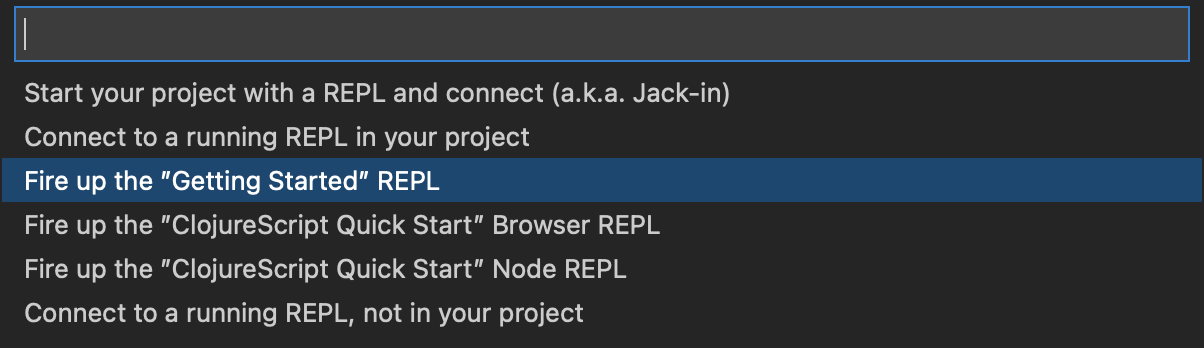 Start your project with a REPL and connect (a.k.a. Jack-in)
Connect to a running REPL in your project
Fire up the ”Getting Started” REPL
Fire up the ”ClojureScript Quick Start” Browser REPL
Fire up the ”ClojureScript Quick Start” Node REPL
Connect to a running REPL, not in your project